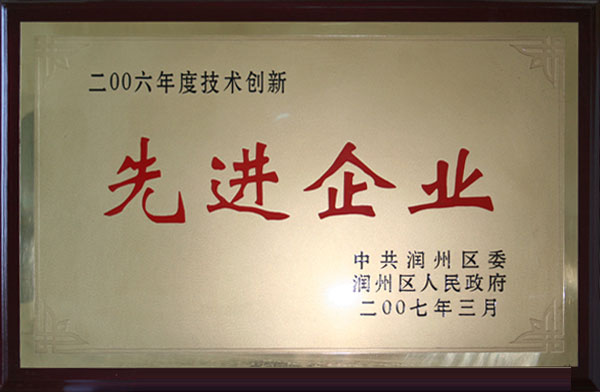 二00六年度技术创新
先进企业
中共润州区委
润州区人民政府
二00七年三月